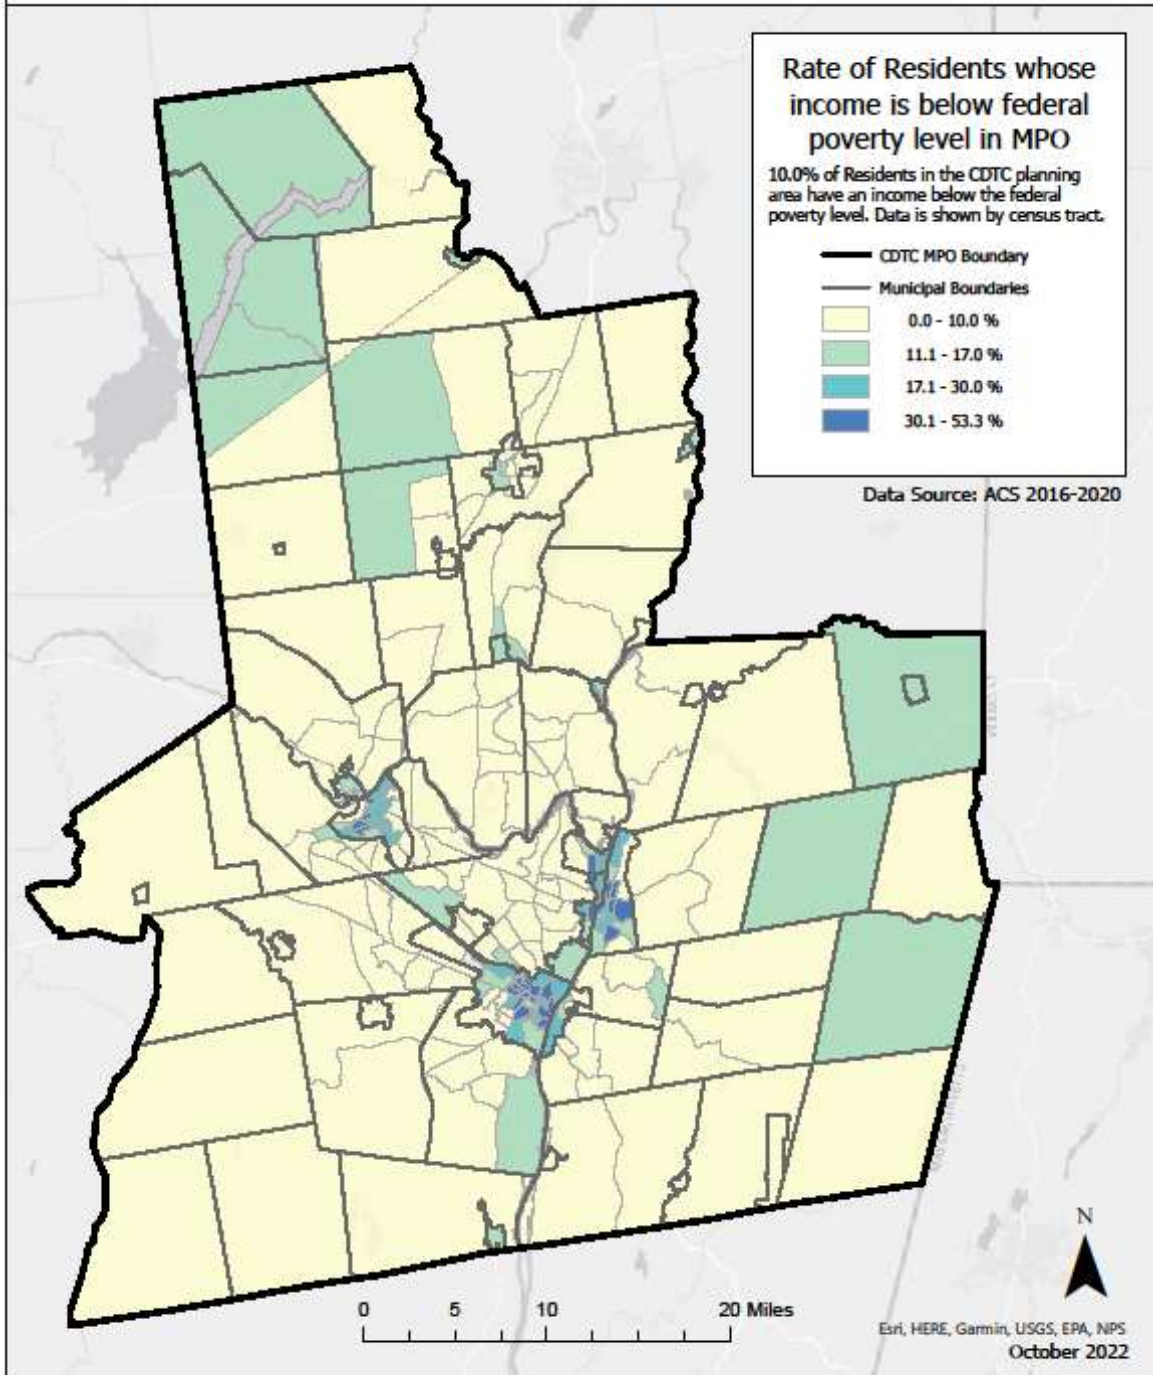 Rate of Residents whose
income is below federal
poverty level in MPO
10.0% of Residents in the CDTC planning
area have an income below the federal
poverty level. Data is shown by census tract.
CDTC MPO Boundary
Municipal Boundaries
0.0 - 10.0 %
11.1 - 17.0 %
17.1 - 30.0 %
30.1 - 53.3 %
Data Source: ACS 2016-2020
N
0 5 10 20 Miles
Esri, HERE, Garmin, USGS, EPA, NPS
October 2022